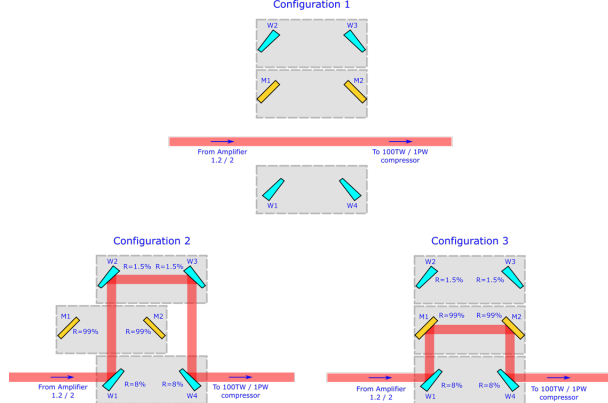 Configuration 1
W2
W3
M1
M2
From Amplifier
1.2 / 2
To 100TW / 1PW
compressor
W1
W4
Configuration 2
W2
W3
R=1.5% R=1.5%
M1
M2
R=99%
R=99%
R=8%
R=8%
From Amplifier
1.2 / 2
W1
W4
To 100TW / 1PW
compressor
Configuration 3
W2
W3
R=1.5%
R=1.5%
M1
M2
R=99%
R=99%
R=8%
R=8%
From Amplifier
1.2 / 2
W1
W4
To 100TW / 1PW
compressor